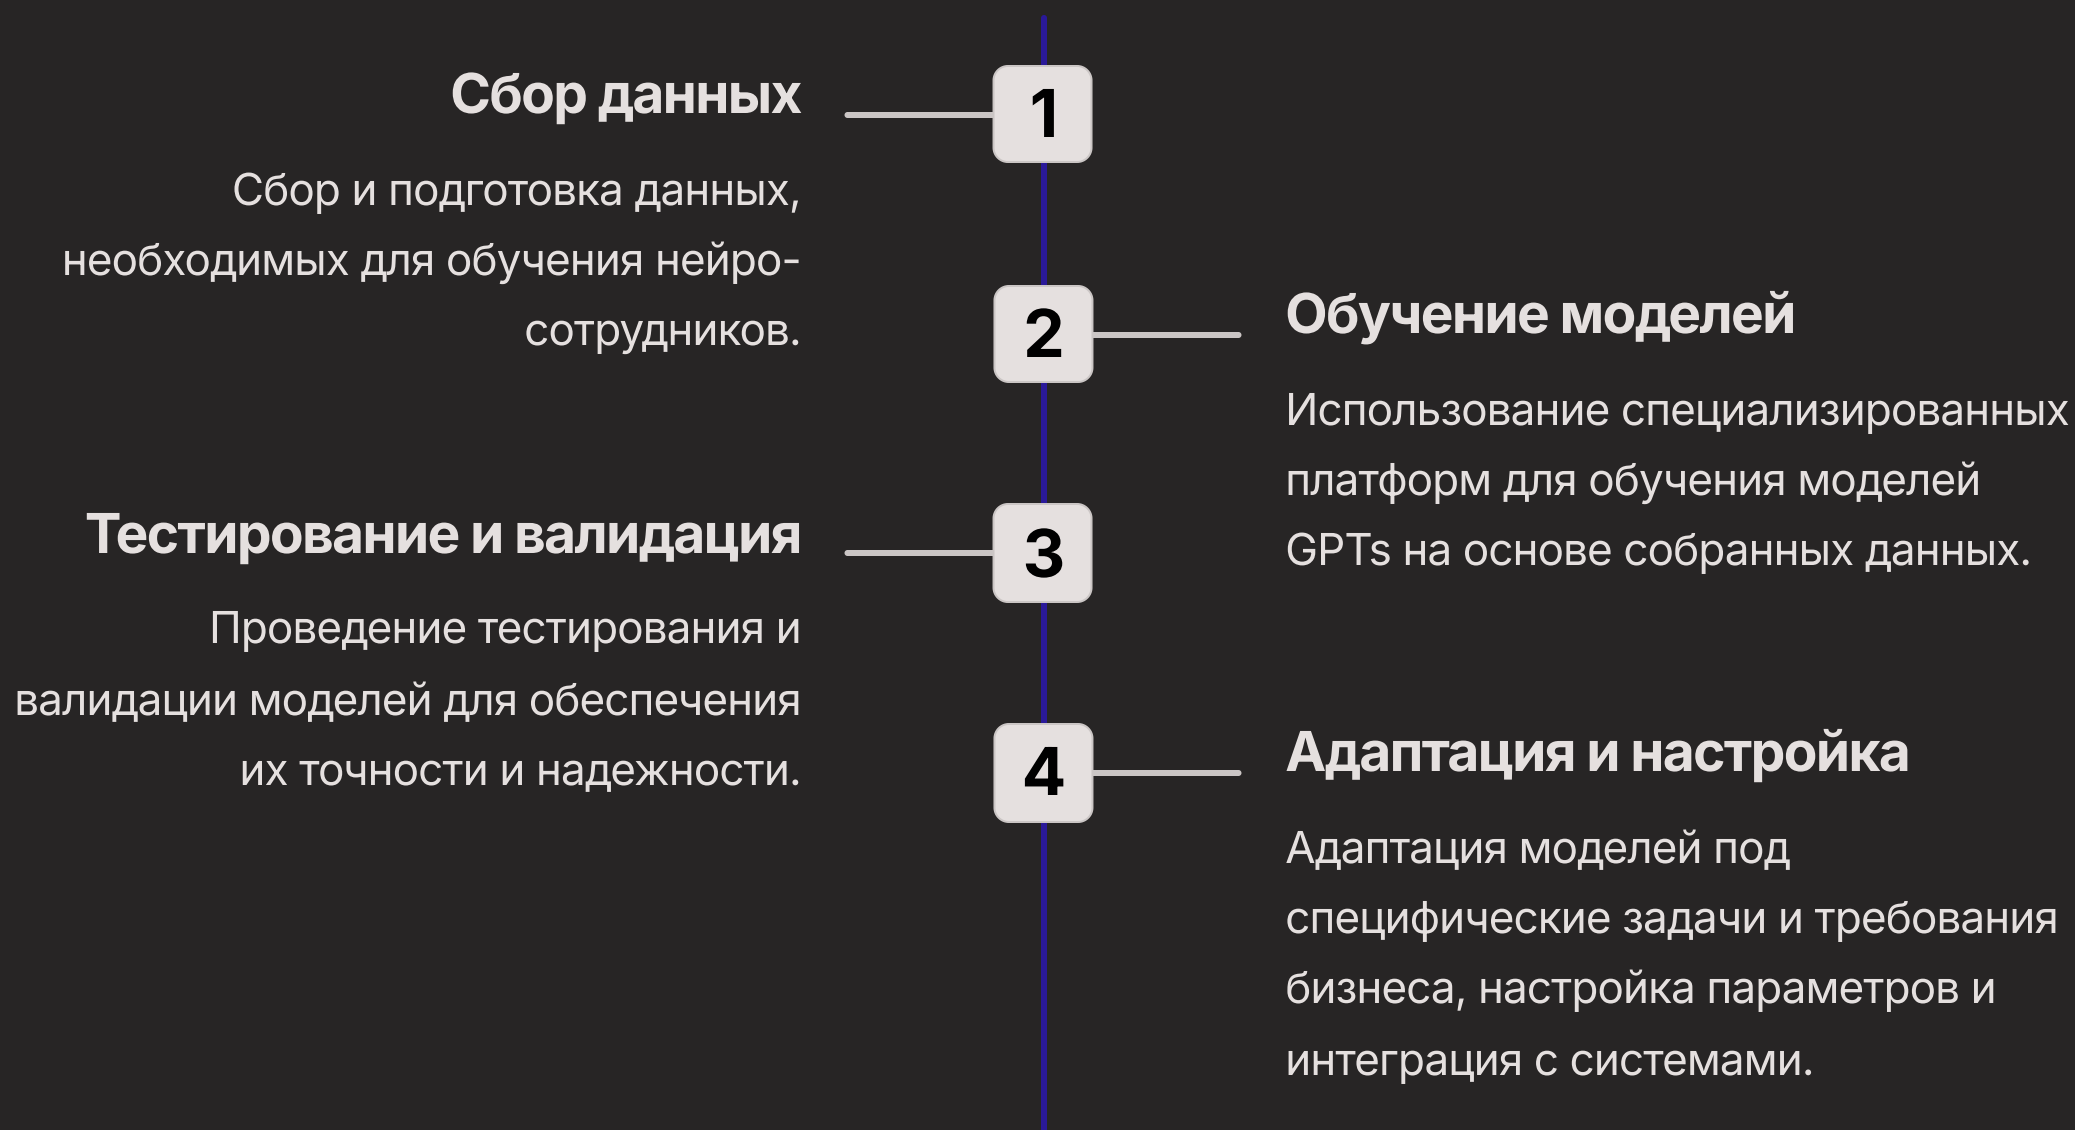 1
Сбор данных
Сбор и подготовка данных,
необходимых для обучения нейро-
сотрудников.
2
Обучение моделей
Использование специализированных
платформ для обучения моделей
GPTs на основе собранных данных.
3
Тестирование и валидация
Проведение тестирования и
валидации моделей для обеспечения
их точности и надежности.
4
Адаптация и настройка
Адаптация моделей под
специфические задачи и требования
бизнеса, настройка параметров и
интеграция с системами.